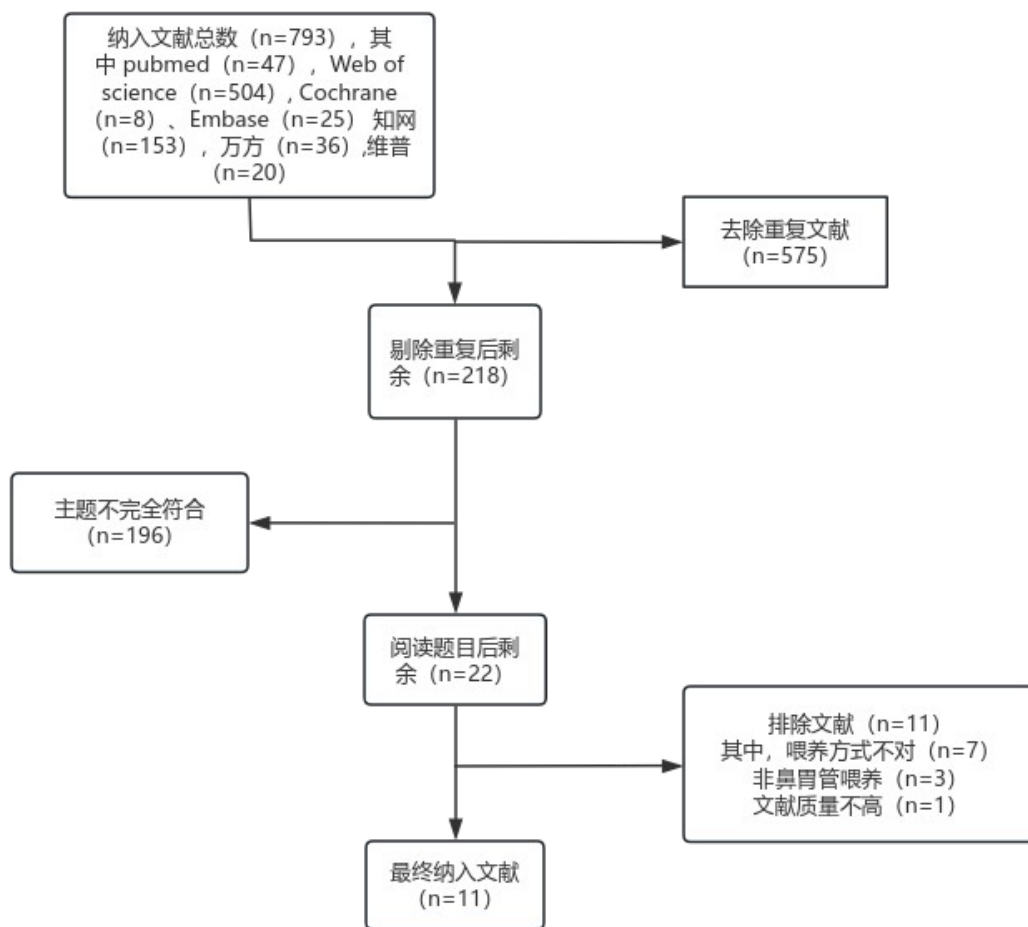 纳入文献总数（n=793），其
中 pubmed（n=47），Web of
science（n=504）, Cochrane
（n=8）、Embase（n=25） 知网
（n=153），万方（n=36）,维普
（n=20）
去除重复文献
（n=575）
剔除重复后剩
余（n=218）
主题不完全符合
（n=196）
阅读题目后剩
余（n=22）
排除文献（n=11）
其中，喂养方式不对（n=7）
非鼻胃管喂养（n=3）
文献质量不高（n=1）
最终纳入文献
（n=11）